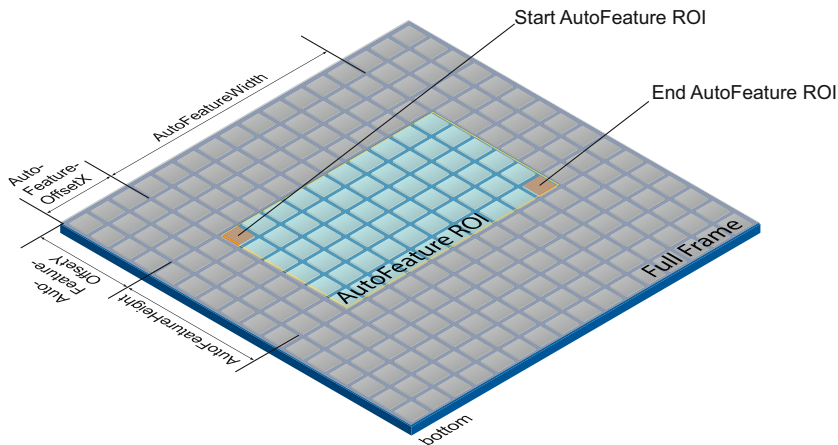 Start AutoFeature ROI
End AutoFeature ROI
AutoFeatureWidth
Auto-
Feature-
OffsetX
Auto-
Feature-
OffsetY
AutoFeatureHeight
AutoFeature ROI
Full Frame
bottom